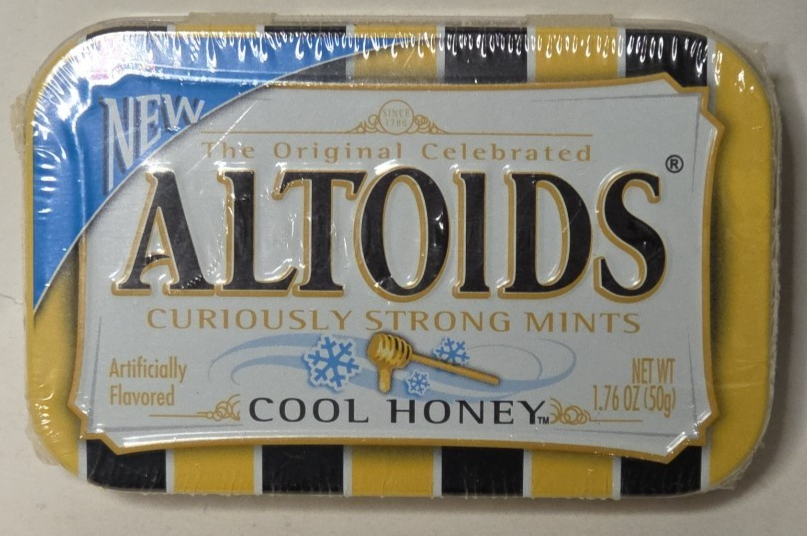 NEW
SINCE
1780
The Original Celebrated
ALTOIDS®
CURIOUSLY STRONG MINTS
Artificially
Flavored
NET WT
1.76 OZ (50g)
COOL HONEY™